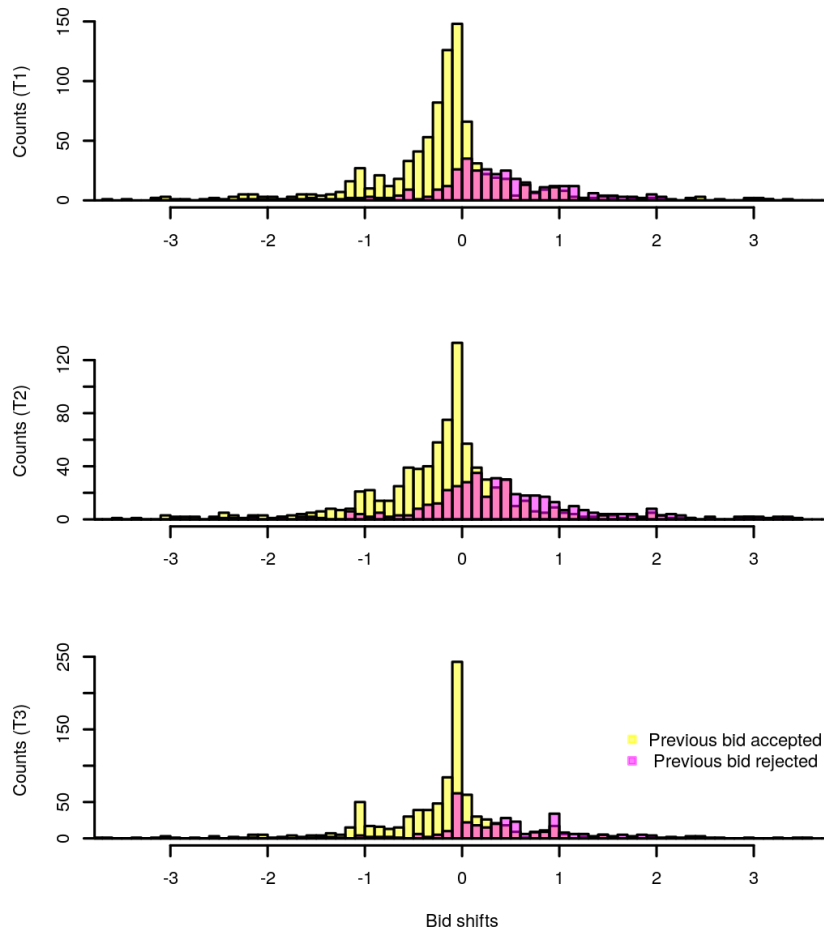 150
100
50
0
Counts (T1)
-3 -2 -1 0 1 2 3
120
80
40
0
Counts (T2)
-3 -2 -1 0 1 2 3
250
150
50
0
Counts (T3)
Previous bid accepted
Previous bid rejected
-3 -2 -1 0 1 2 3
Bid shifts